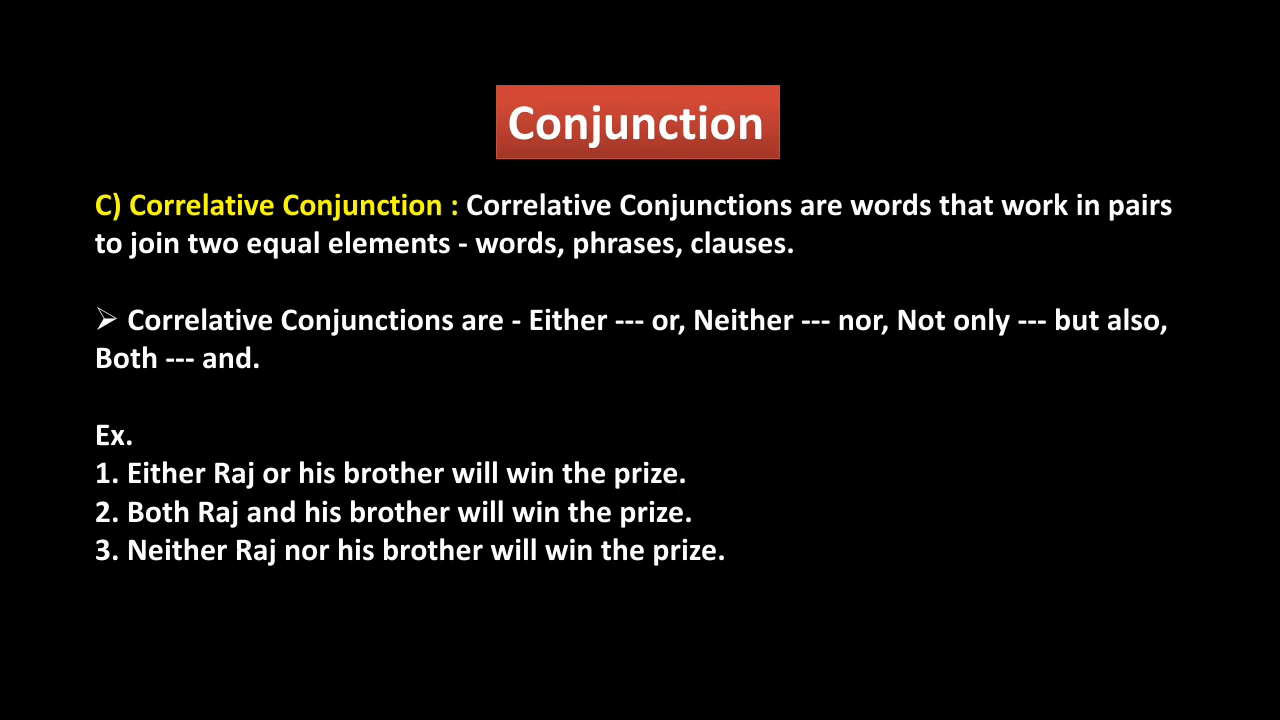 Conjunction
C) Correlative Conjunction : Correlative Conjunctions are words that work in pairs
to join two equal elements - words, phrases, clauses.
➢ Correlative Conjunctions are - Either --- or, Neither --- nor, Not only --- but also,
Both --- and.
Ex.
1. Either Raj or his brother will win the prize.
2. Both Raj and his brother will win the prize.
3. Neither Raj nor his brother will win the prize.